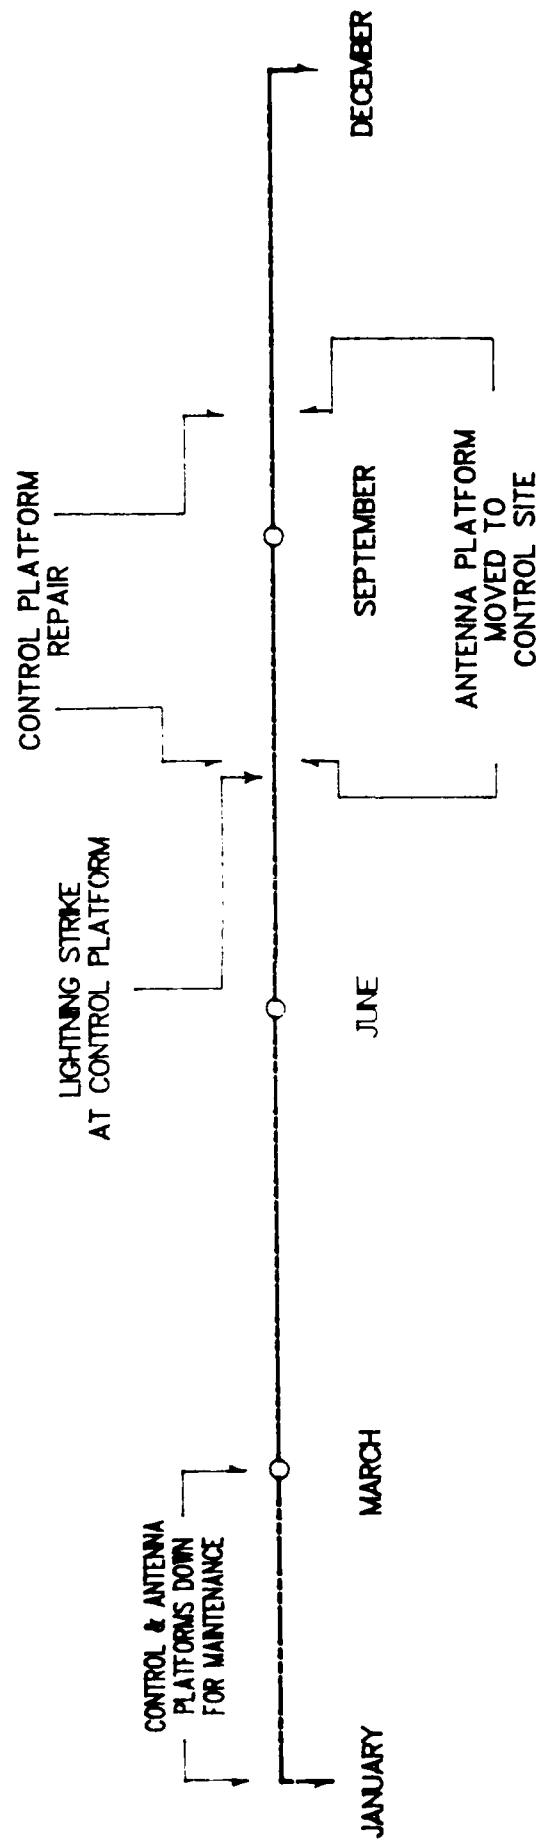 CONTROL & ANTENNA
PLATFORMS DOWN
FOR MAINTENANCE
LIGHTNING STRIKE
AT CONTROL PLATFORM
CONTROL PLATFORM
REPAIR
JANUARY
MARCH
JUNE
SEPTEMBER
DECEMBER
ANTENNA PLATFORM
MOVED TO
CONTROL SITE